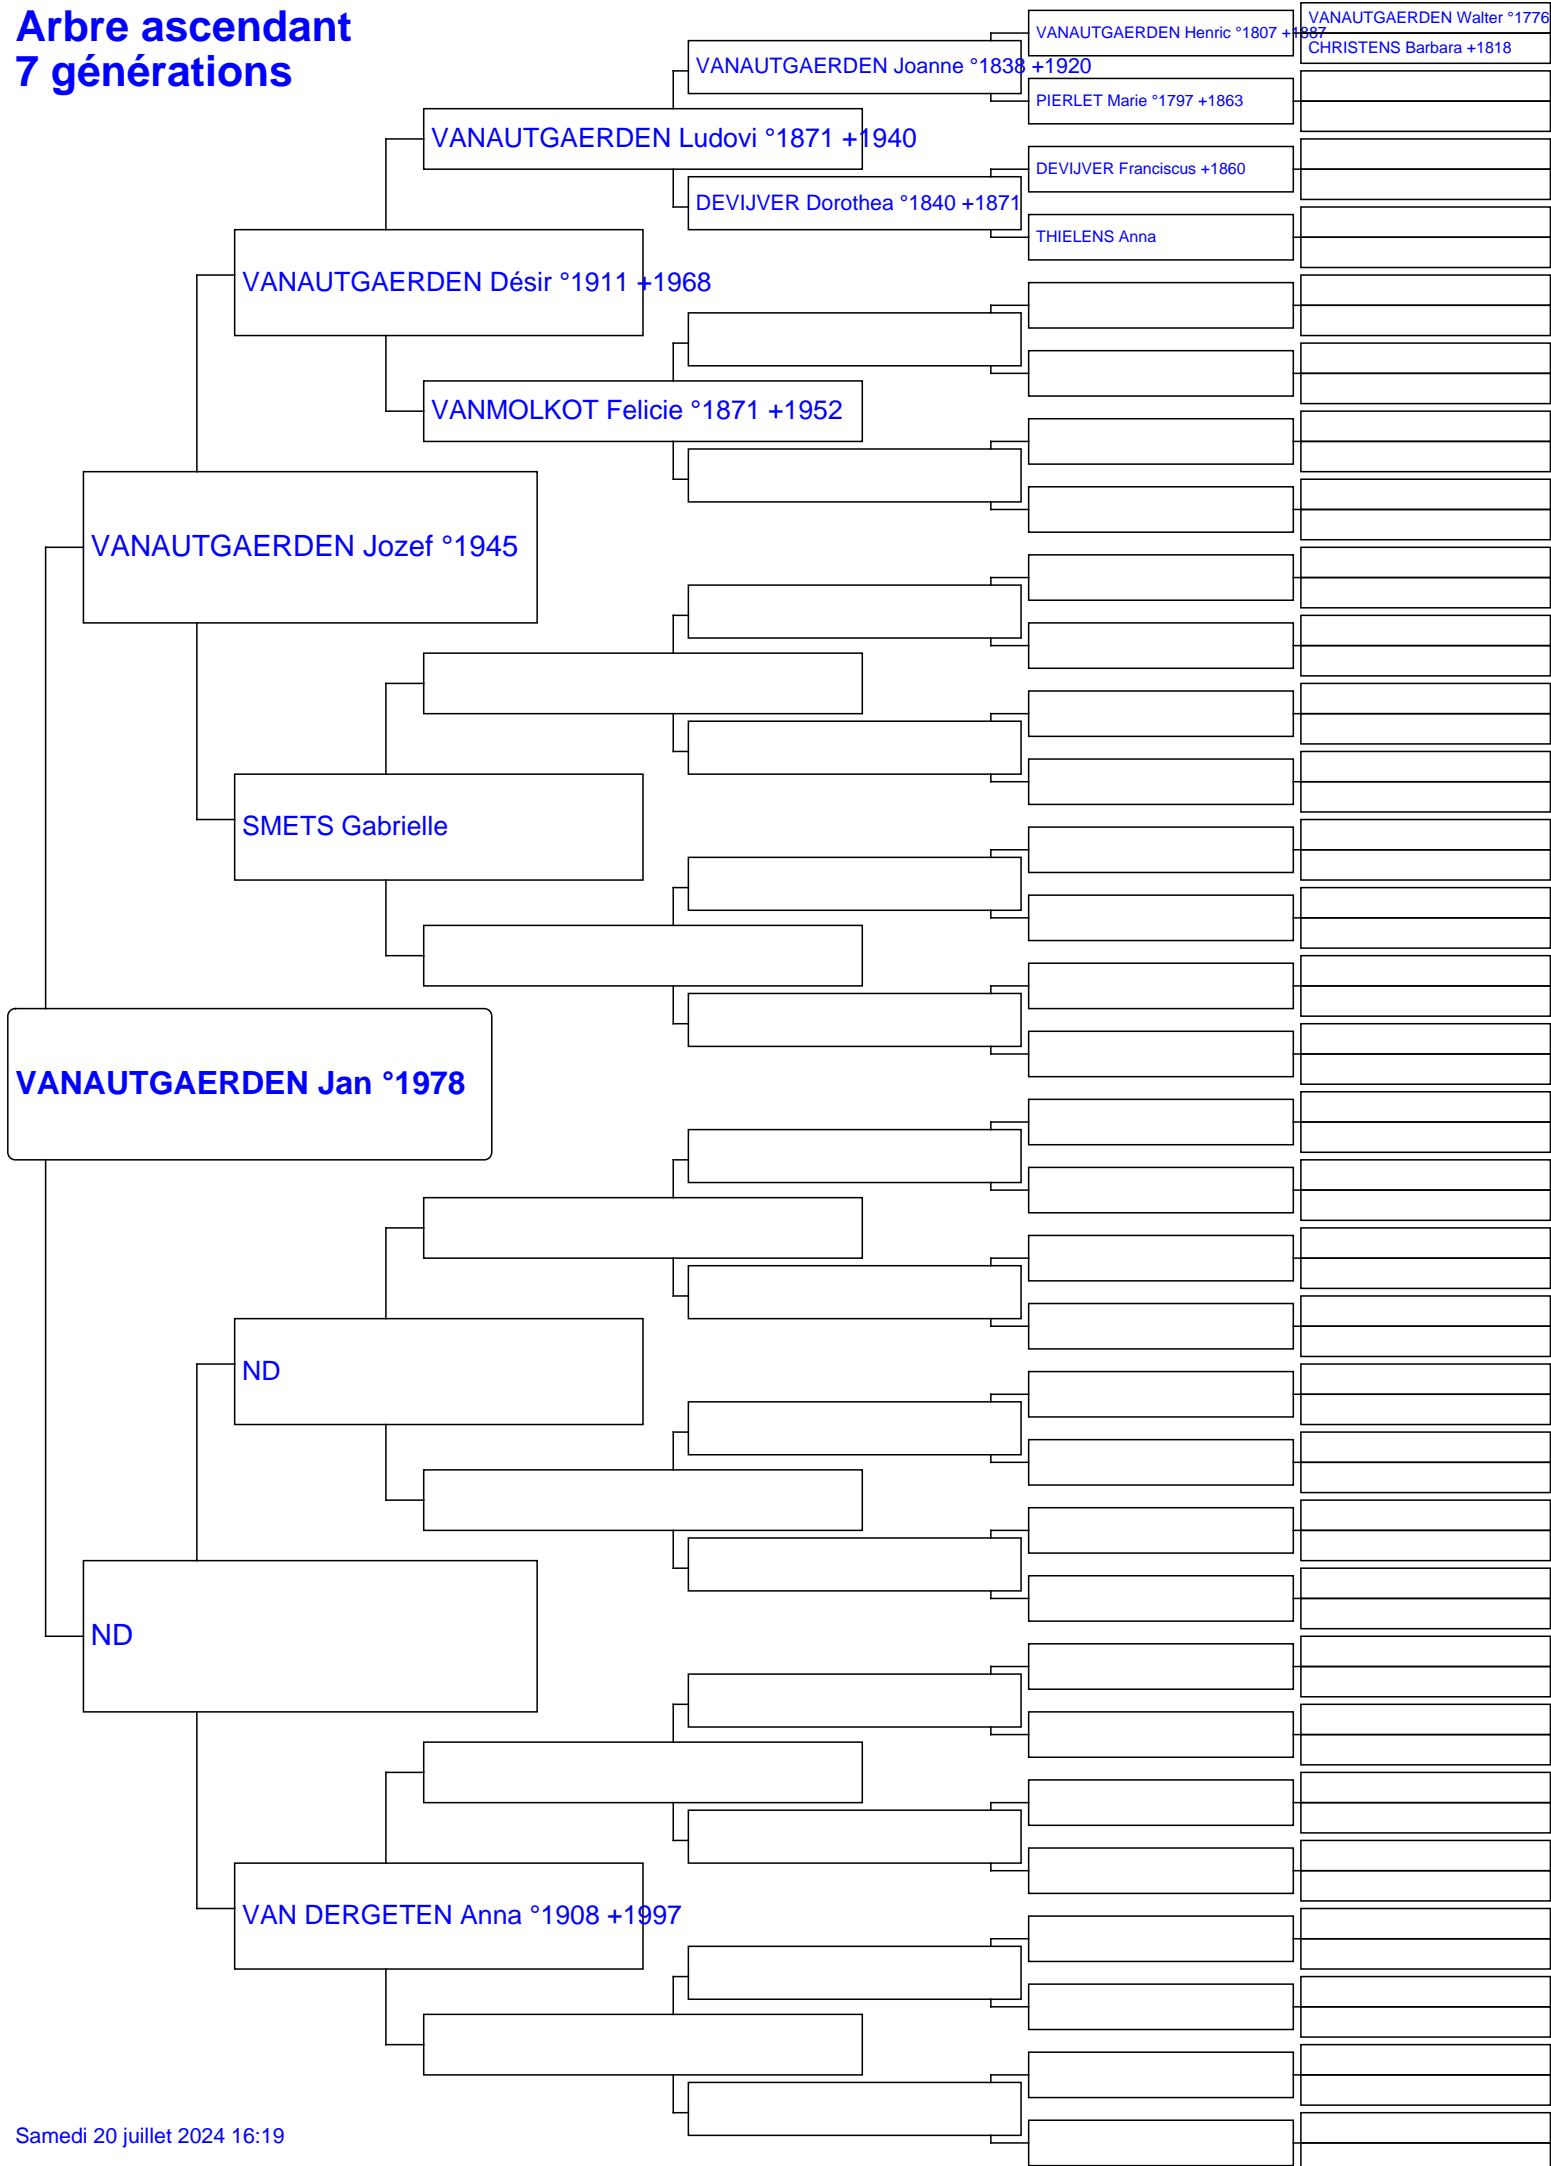 Arbre ascendant
7 générations
VANAUTGAERDEN Walter °1776
VANAUTGAERDEN Henric °1807 +1887
CHRISTENS Barbara +1818
VANAUTGAERDEN Joanne °1838 +1920
PIERLET Marie °1797 +1863
VANAUTGAERDEN Ludovi °1871 +1940
DEVIJVER Franciscus +1860
DEVIJVER Dorothea °1840 +1871
THIELENS Anna
VANAUTGAERDEN Désir °1911 +1968
VANMOLKOT Felicie °1871 +1952
VANAUTGAERDEN Jozef °1945
SMETS Gabrielle
VANAUTGAERDEN Jan °1978
ND
ND
VAN DERGETEN Anna °1908 +1997
Samedi 20 juillet 2024 16:19